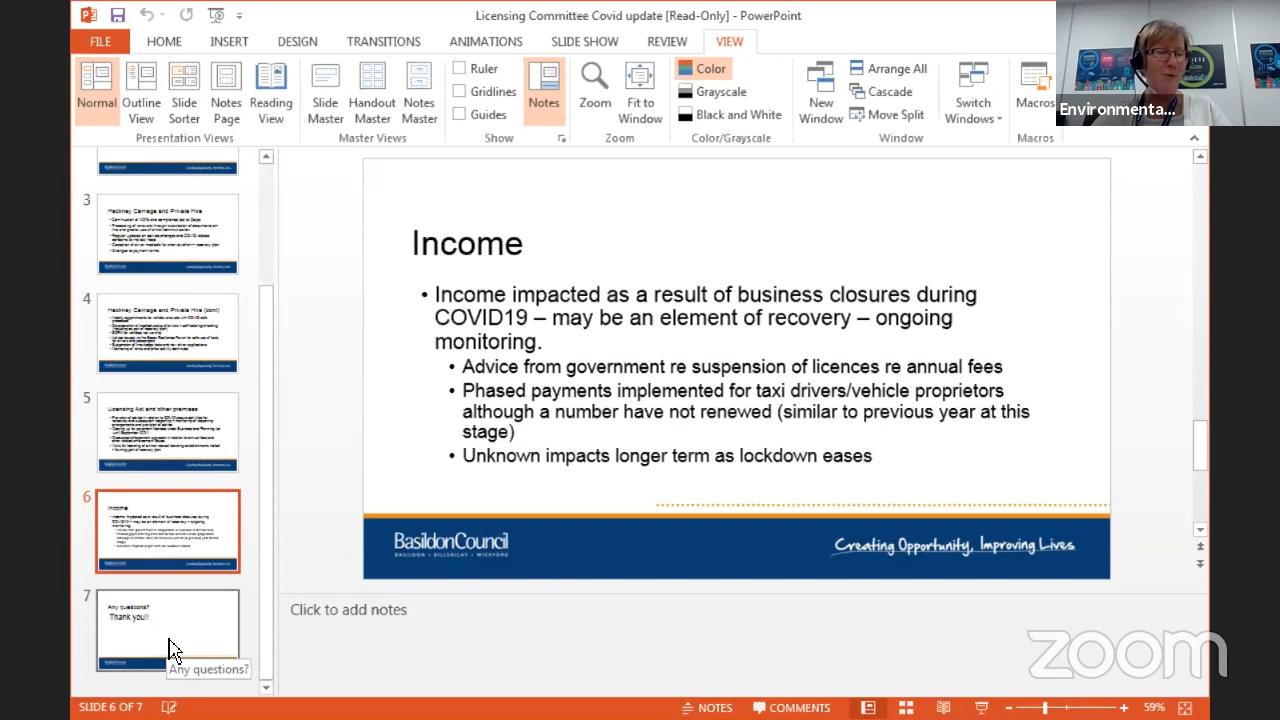 Licensing Committee Covid update [Read-Only] - PowerPoint
FILE HOME INSERT DESIGN TRANSITIONS ANIMATIONS SLIDE SHOW REVIEW VIEW
Normal Outline View Slide Sorter Notes Page Reading View
Presentation Views
Slide Master Handout Master Notes Master
Master Views
Ruler
Gridlines
Guides
Show
Notes
Zoom Fit to Window
Zoom
Color
Grayscale
Black and White
Color/Grayscale
New Window
Arrange All
Cascade
Move Split
Switch Windows
Window
Macros
Macros
Environmenta...
3
Hackney Carriage and Private Hire
4
Hackney Carriage and Private Hire (cont)
5
Licensing Act and other premises
6
Income
7
Any questions?
Thank you!!
Any questions?
Income
• Income impacted as a result of business closures during
COVID19 – may be an element of recovery – ongoing
monitoring.
• Advice from government re suspension of licences re annual fees
• Phased payments implemented for taxi drivers/vehicle proprietors
although a number have not renewed (similar to previous year at this
stage)
• Unknown impacts longer term as lockdown eases
BasildonCouncil
BASILDON • BILLERICAY • WICKFORD
Creating Opportunity, Improving Lives
Click to add notes
zoom
SLIDE 6 OF 7
NOTES COMMENTS 59%